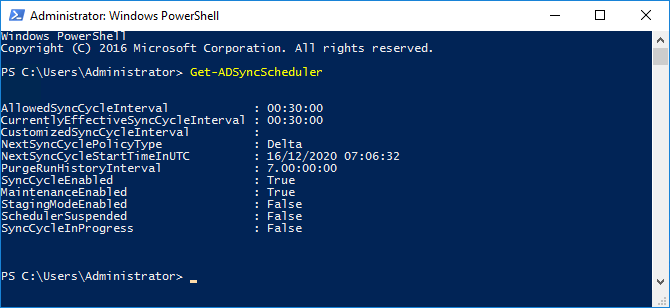 Administrator: Windows PowerShell
Windows PowerShell
Copyright (C) 2016 Microsoft Corporation. All rights reserved.
PS C:\Users\Administrator> Get-ADSyncScheduler
AllowedSyncCycleInterval : 00:30:00
CurrentlyEffectiveSyncCycleInterval : 00:30:00
CustomizedSyncCycleInterval :
NextSyncCyclePolicyType : Delta
NextSyncCycleStartTimeInUTC : 16/12/2020 07:06:32
PurgeRunHistoryInterval : 7.00:00:00
SyncCycleEnabled : True
MaintenanceEnabled : True
StagingModeEnabled : False
SchedulerSuspended : False
SyncCycleInProgress : False
PS C:\Users\Administrator> _